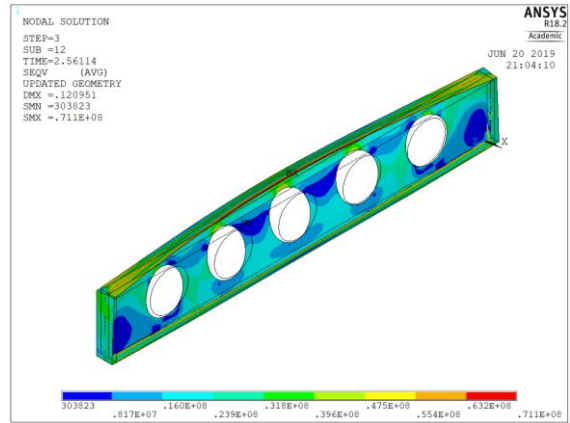 1
NODAL SOLUTION
STEP=3
SUB =12
TIME=2.56114
SEQV (AVG)
UPDATED GEOMETRY
DMX =.120951
SMN =303823
SMX =.711E+08
ANSYS
R18.2
Academic
JUN 20 2019
21:04:10
MX
X
303823 .817E+07 .160E+08 .239E+08 .318E+08 .396E+08 .475E+08 .554E+08 .632E+08 .711E+08